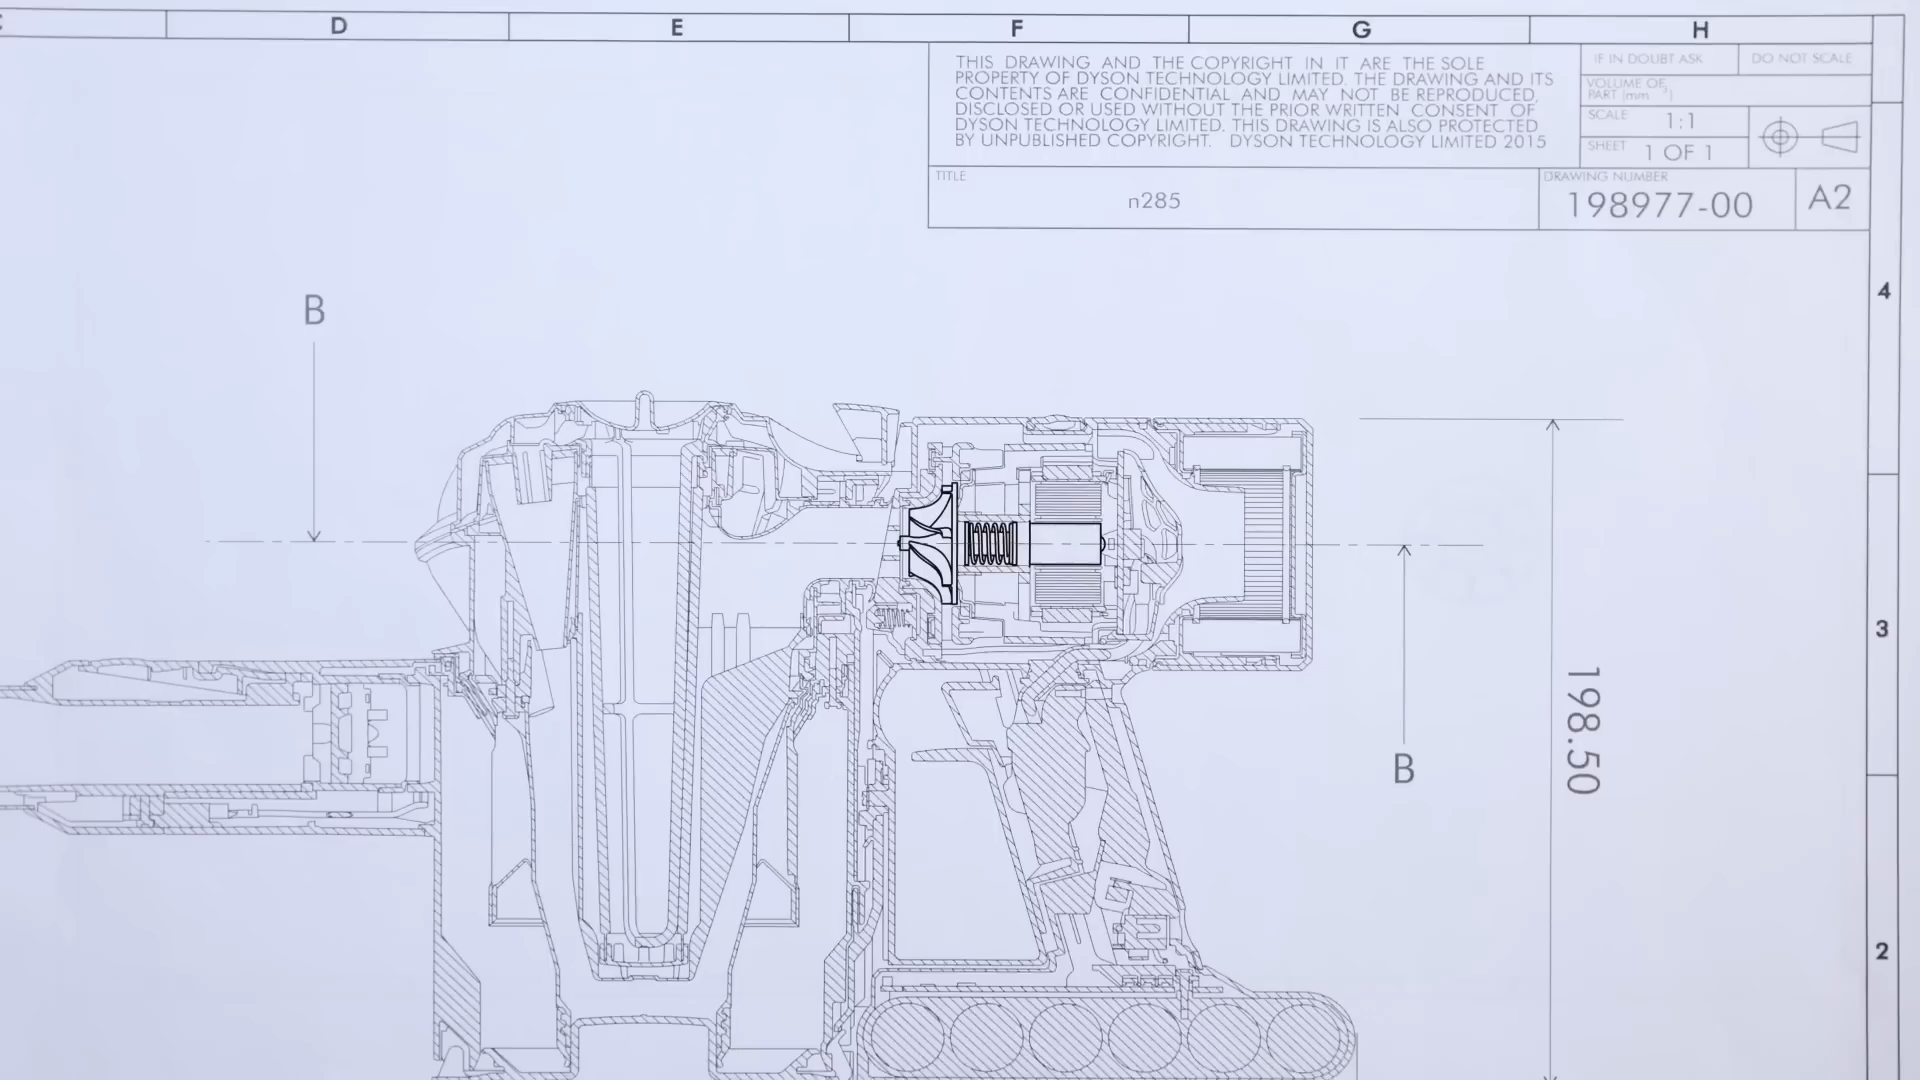 D E F G H
THIS DRAWING AND THE COPYRIGHT IN IT ARE THE SOLE
PROPERTY OF DYSON TECHNOLOGY LIMITED. THE DRAWING AND ITS
CONTENTS ARE CONFIDENTIAL AND MAY NOT BE REPRODUCED,
DISCLOSED OR USED WITHOUT THE PRIOR WRITTEN CONSENT OF
DYSON TECHNOLOGY LIMITED. THIS DRAWING IS ALSO PROTECTED
BY UNPUBLISHED COPYRIGHT. DYSON TECHNOLOGY LIMITED 2015
IF IN DOUBT ASK
DO NOT SCALE
VOLUME OF
PART (mm³)
SCALE 1:1
SHEET 1 OF 1
TITLE
n285
DRAWING NUMBER
198977-00
A2
4
B
3
198.50
B
2